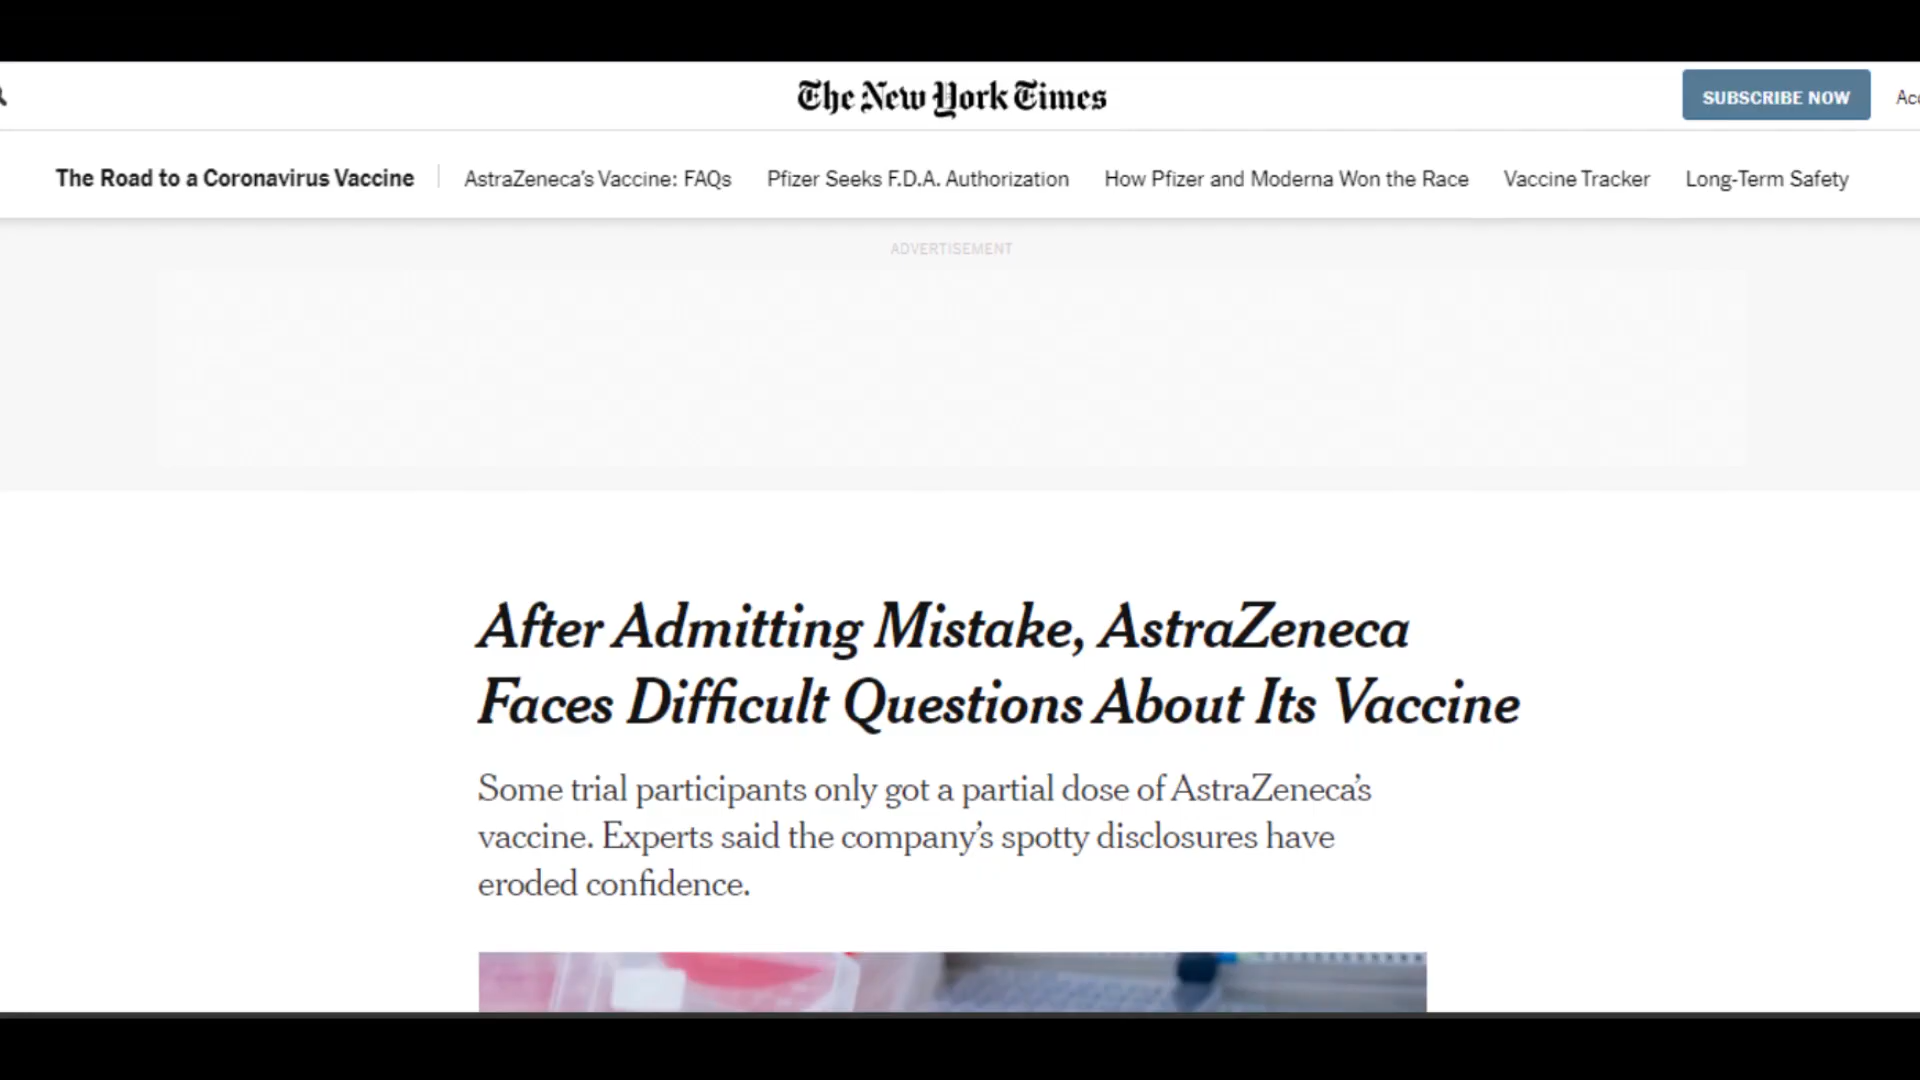 The New York Times
SUBSCRIBE NOW
The Road to a Coronavirus Vaccine
AstraZeneca's Vaccine: FAQs
Pfizer Seeks F.D.A. Authorization
How Pfizer and Moderna Won the Race
Vaccine Tracker
Long-Term Safety
ADVERTISEMENT
After Admitting Mistake, AstraZeneca
Faces Difficult Questions About Its Vaccine
Some trial participants only got a partial dose of AstraZeneca's
vaccine. Experts said the company's spotty disclosures have
eroded confidence.